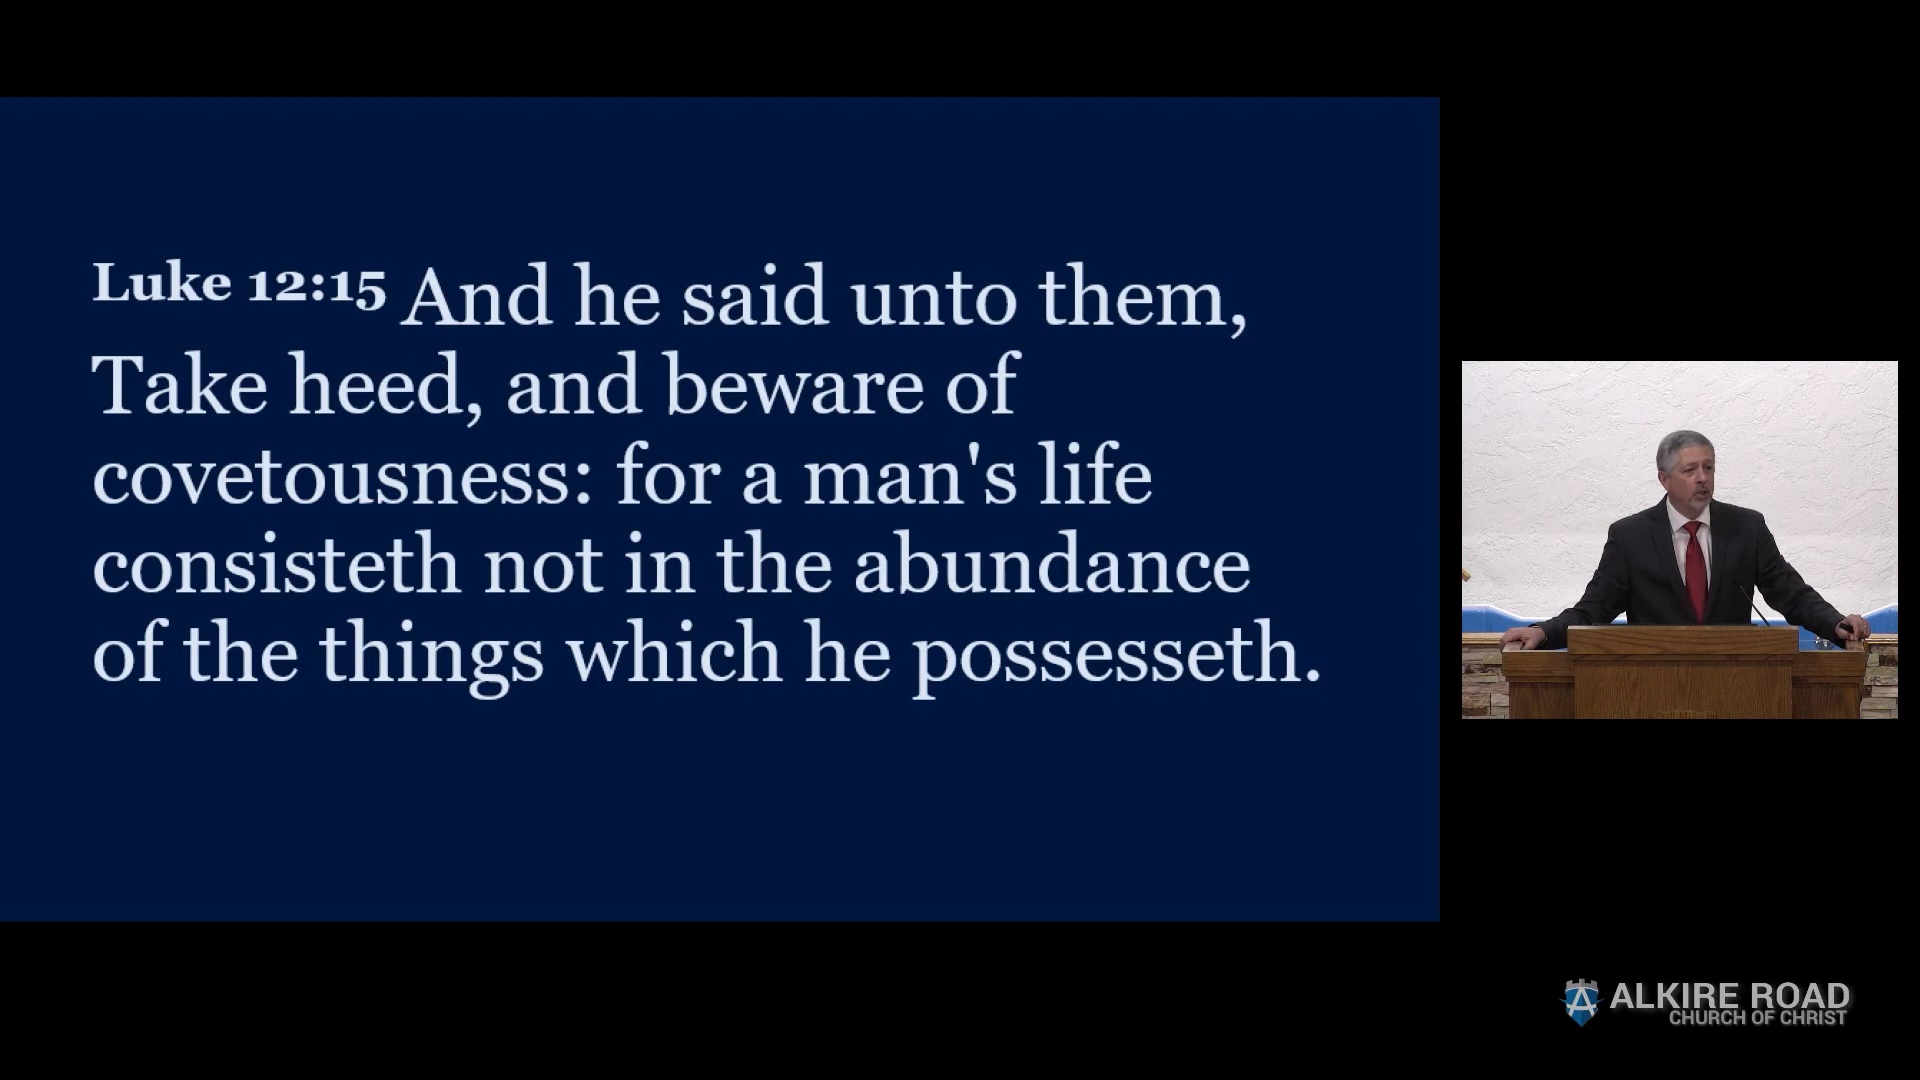 Luke 12:15 And he said unto them,
Take heed, and beware of
covetousness: for a man's life
consisteth not in the abundance
of the things which he possesseth.
ALKIRE ROAD
CHURCH OF CHRIST